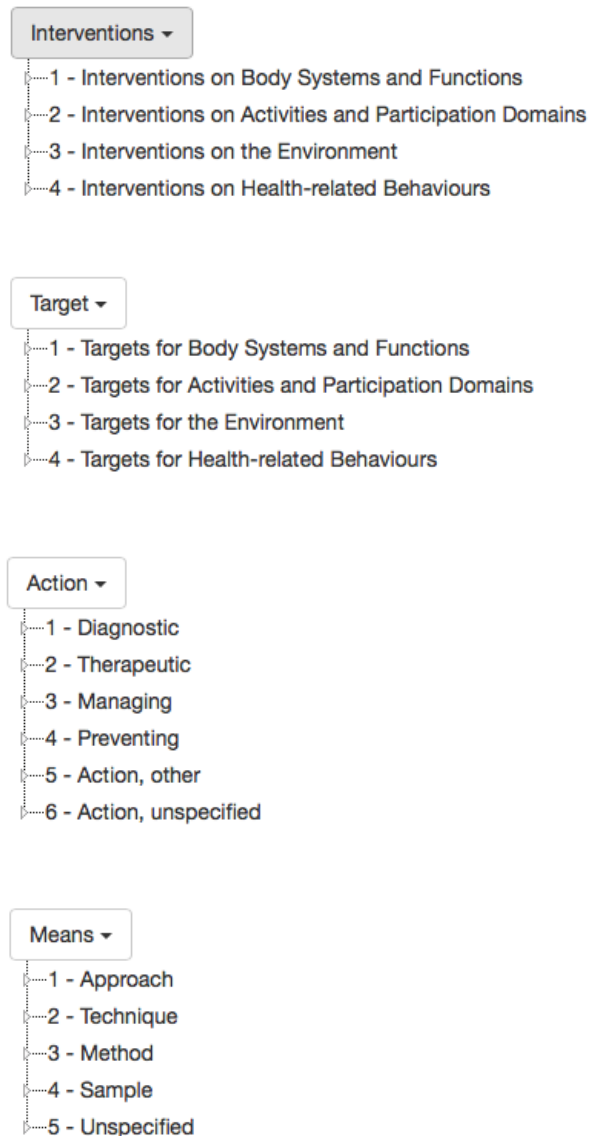 Interventions
1 - Interventions on Body Systems and Functions
2 - Interventions on Activities and Participation Domains
3 - Interventions on the Environment
4 - Interventions on Health-related Behaviours
Target
1 - Targets for Body Systems and Functions
2 - Targets for Activities and Participation Domains
3 - Targets for the Environment
4 - Targets for Health-related Behaviours
Action
1 - Diagnostic
2 - Therapeutic
3 - Managing
4 - Preventing
5 - Action, other
6 - Action, unspecified
Means
1 - Approach
2 - Technique
3 - Method
4 - Sample
5 - Unspecified